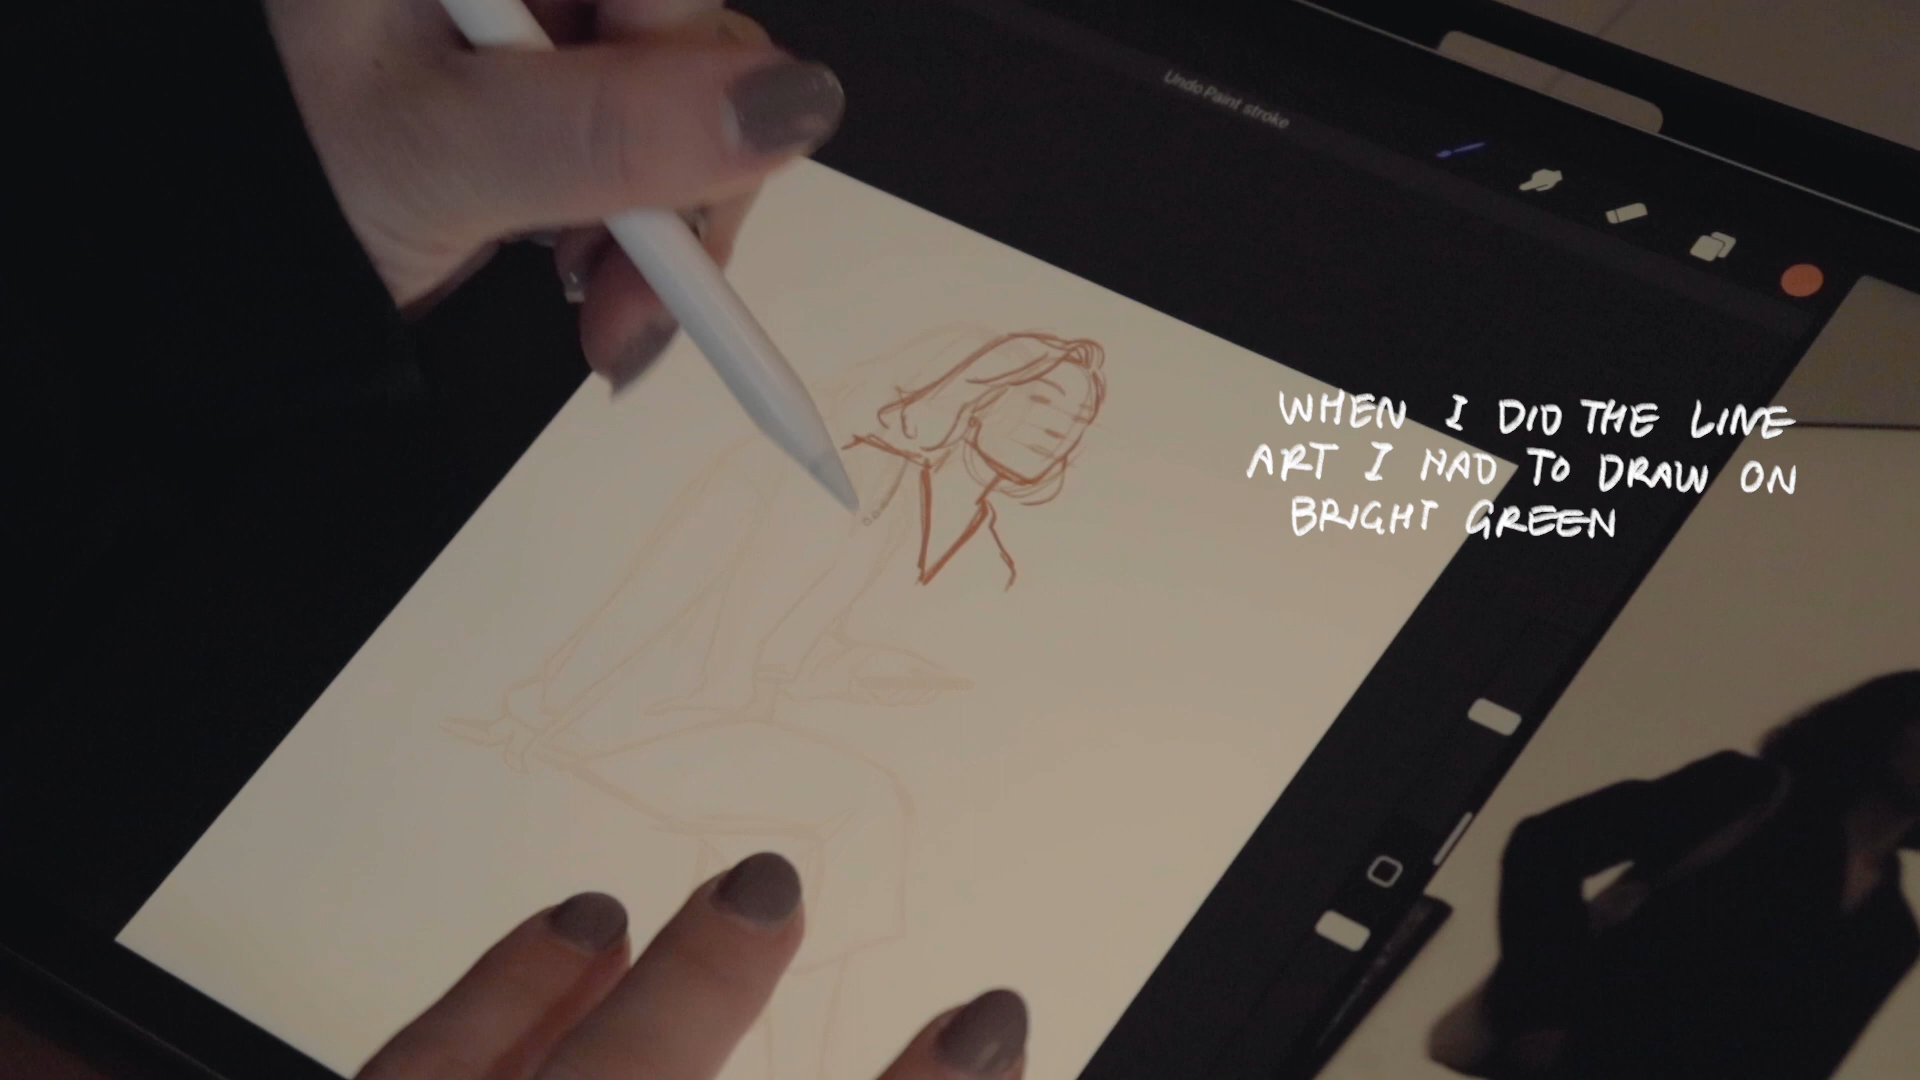 Undo Paint stroke
WHEN I DID THE LINE
ART I HAD TO DRAW ON
BRIGHT GREEN